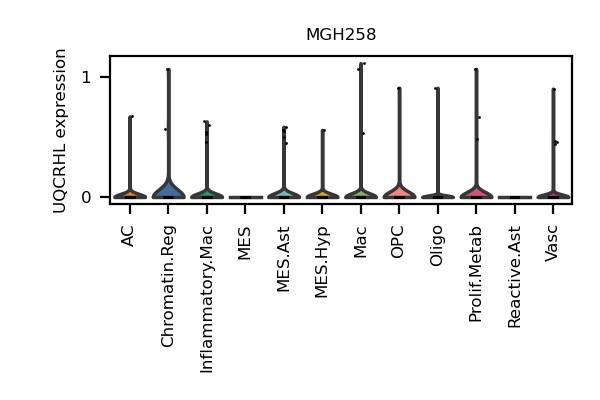 MGH258
UQCRHL expression
1
0
AC
Chromatin.Reg
Inflammatory.Mac
MES
MES.Ast
MES.Hyp
Mac
OPC
Oligo
Prolif.Metab
Reactive.Ast
Vasc